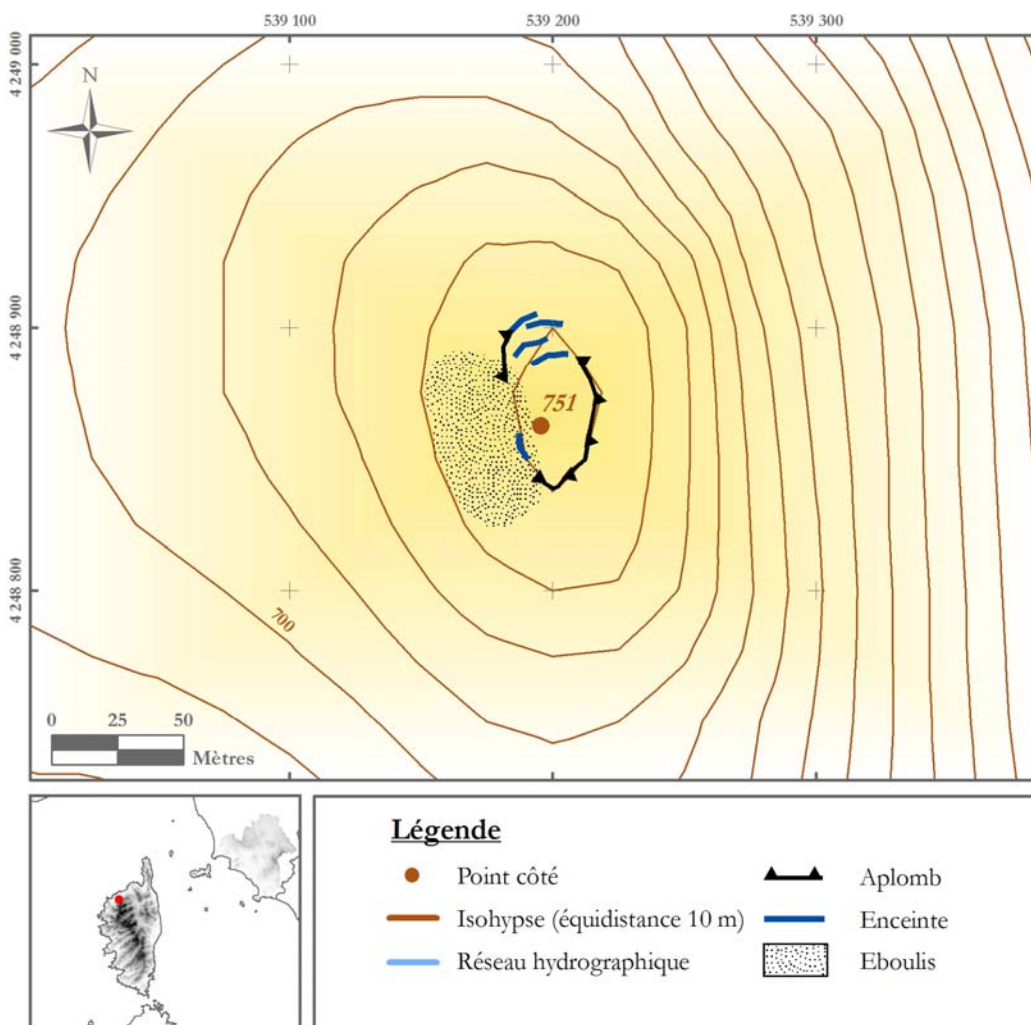 539 100
539 200
539 300
4 249 000
N
4 248 900
751
4 248 800
700
0 25 50
Mètres
Légende
Point côté
Isohypse (équidistance 10 m)
Réseau hydrographique
Aplomb
Enceinte
Eboulis